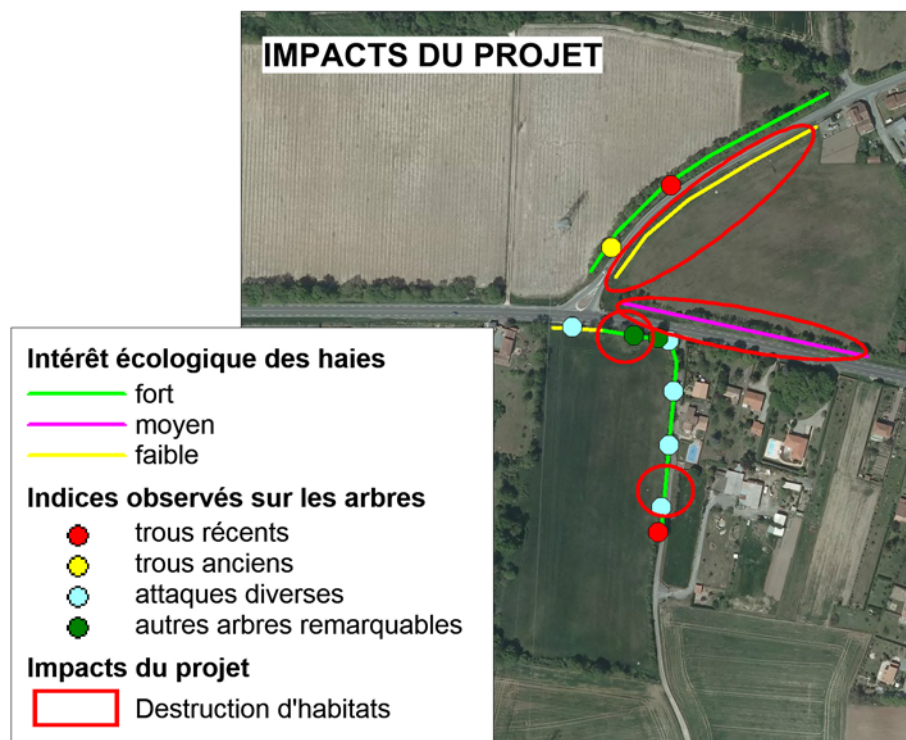 IMPACTS DU PROJET
Intérêt écologique des haies
fort
moyen
faible
Indices observés sur les arbres
trous récents
trous anciens
attaques diverses
autres arbres remarquables
Impacts du projet
Destruction d'habitats